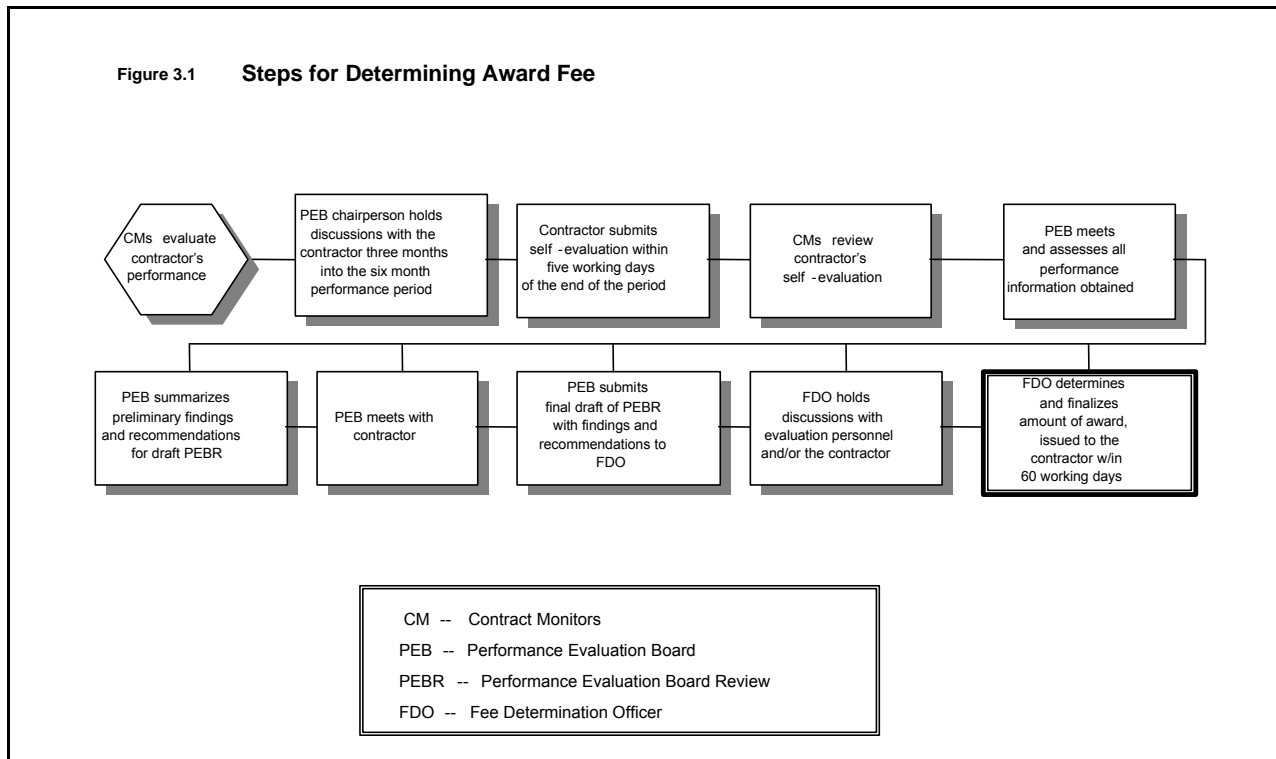 Figure 3.1 Steps for Determining Award Fee
CMs evaluate
contractor's
performance
PEB chairperson holds
discussions with the
contractor three months
into the six month
performance period
Contractor submits
self -evaluation within
five working days
of the end of the period
CMs review
contractor's
self -evaluation
PEB meets
and assesses all
performance
information obtained
PEB summarizes
preliminary findings
and recommendations
for draft PEBR
PEB meets with
contractor
PEB submits
final draft of PEBR
with findings and
recommendations to
FDO
FDO holds
discussions with
evaluation personnel
and/or the contractor
FDO determines
and finalizes
amount of award,
issued to the
contractor w/in
60 working days
CM -- Contract Monitors
PEB -- Performance Evaluation Board
PEBR -- Performance Evaluation Board Review
FDO -- Fee Determination Officer